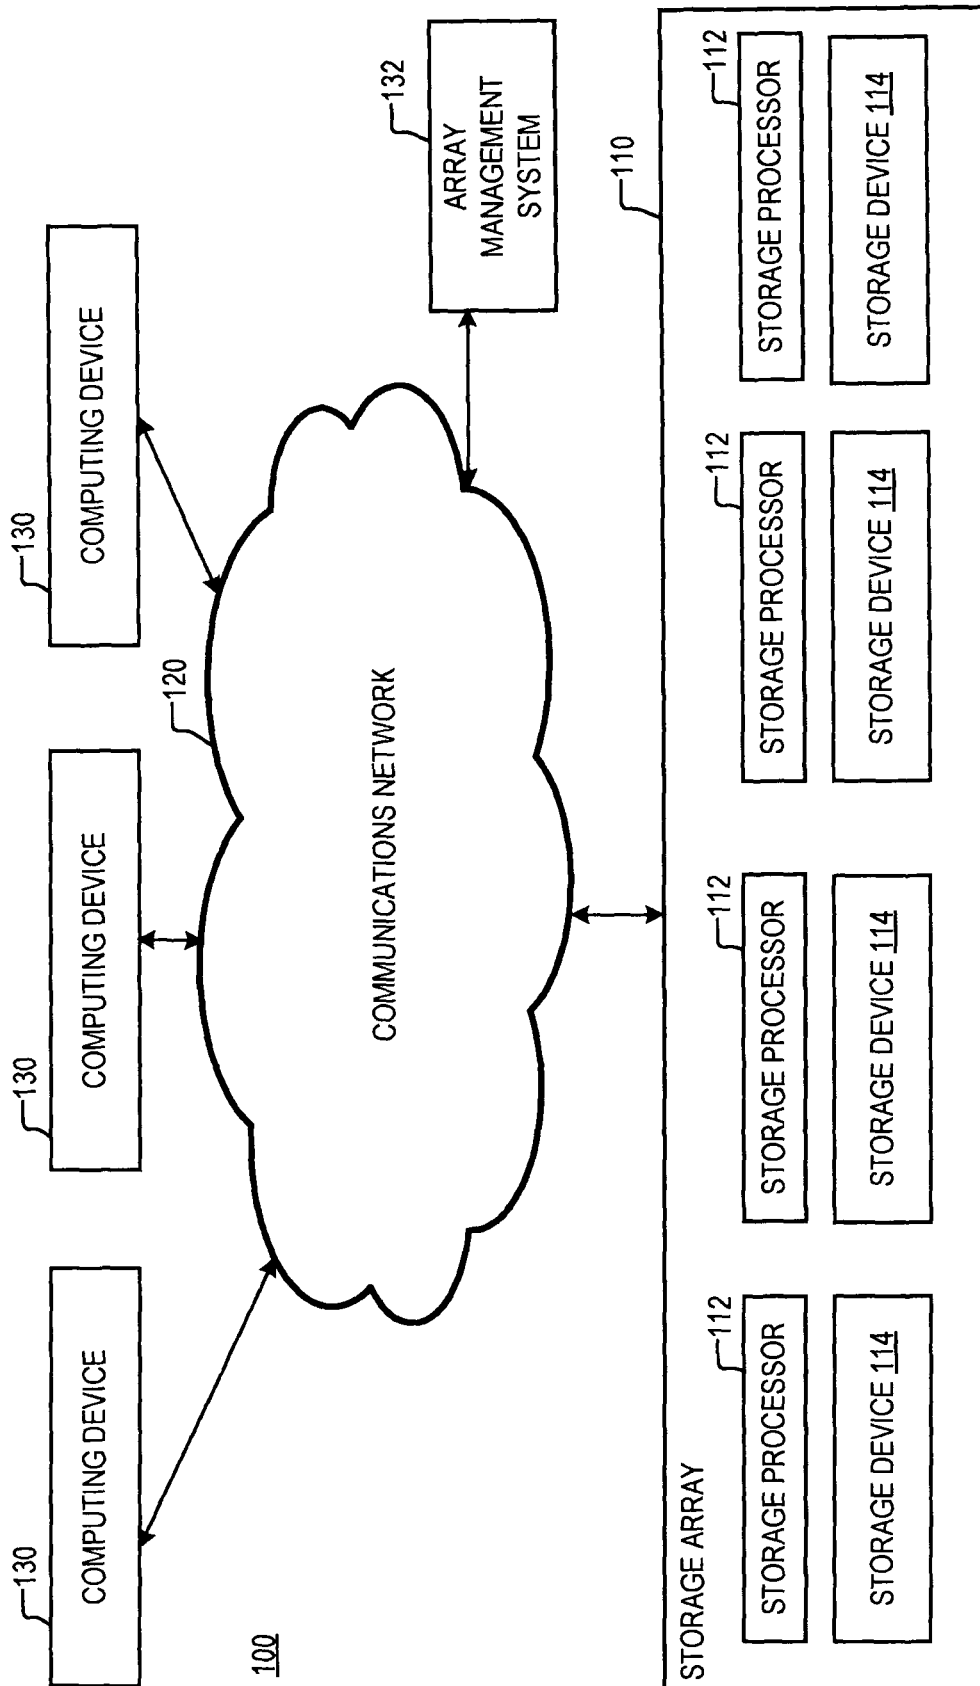 130
COMPUTING DEVICE
130
COMPUTING DEVICE
130
COMPUTING DEVICE
100
120
COMMUNICATIONS NETWORK
132
ARRAY
MANAGEMENT
SYSTEM
110
STORAGE ARRAY
112
STORAGE PROCESSOR
112
STORAGE PROCESSOR
112
STORAGE PROCESSOR
112
STORAGE PROCESSOR
STORAGE DEVICE 114
STORAGE DEVICE 114
STORAGE DEVICE 114
STORAGE DEVICE 114